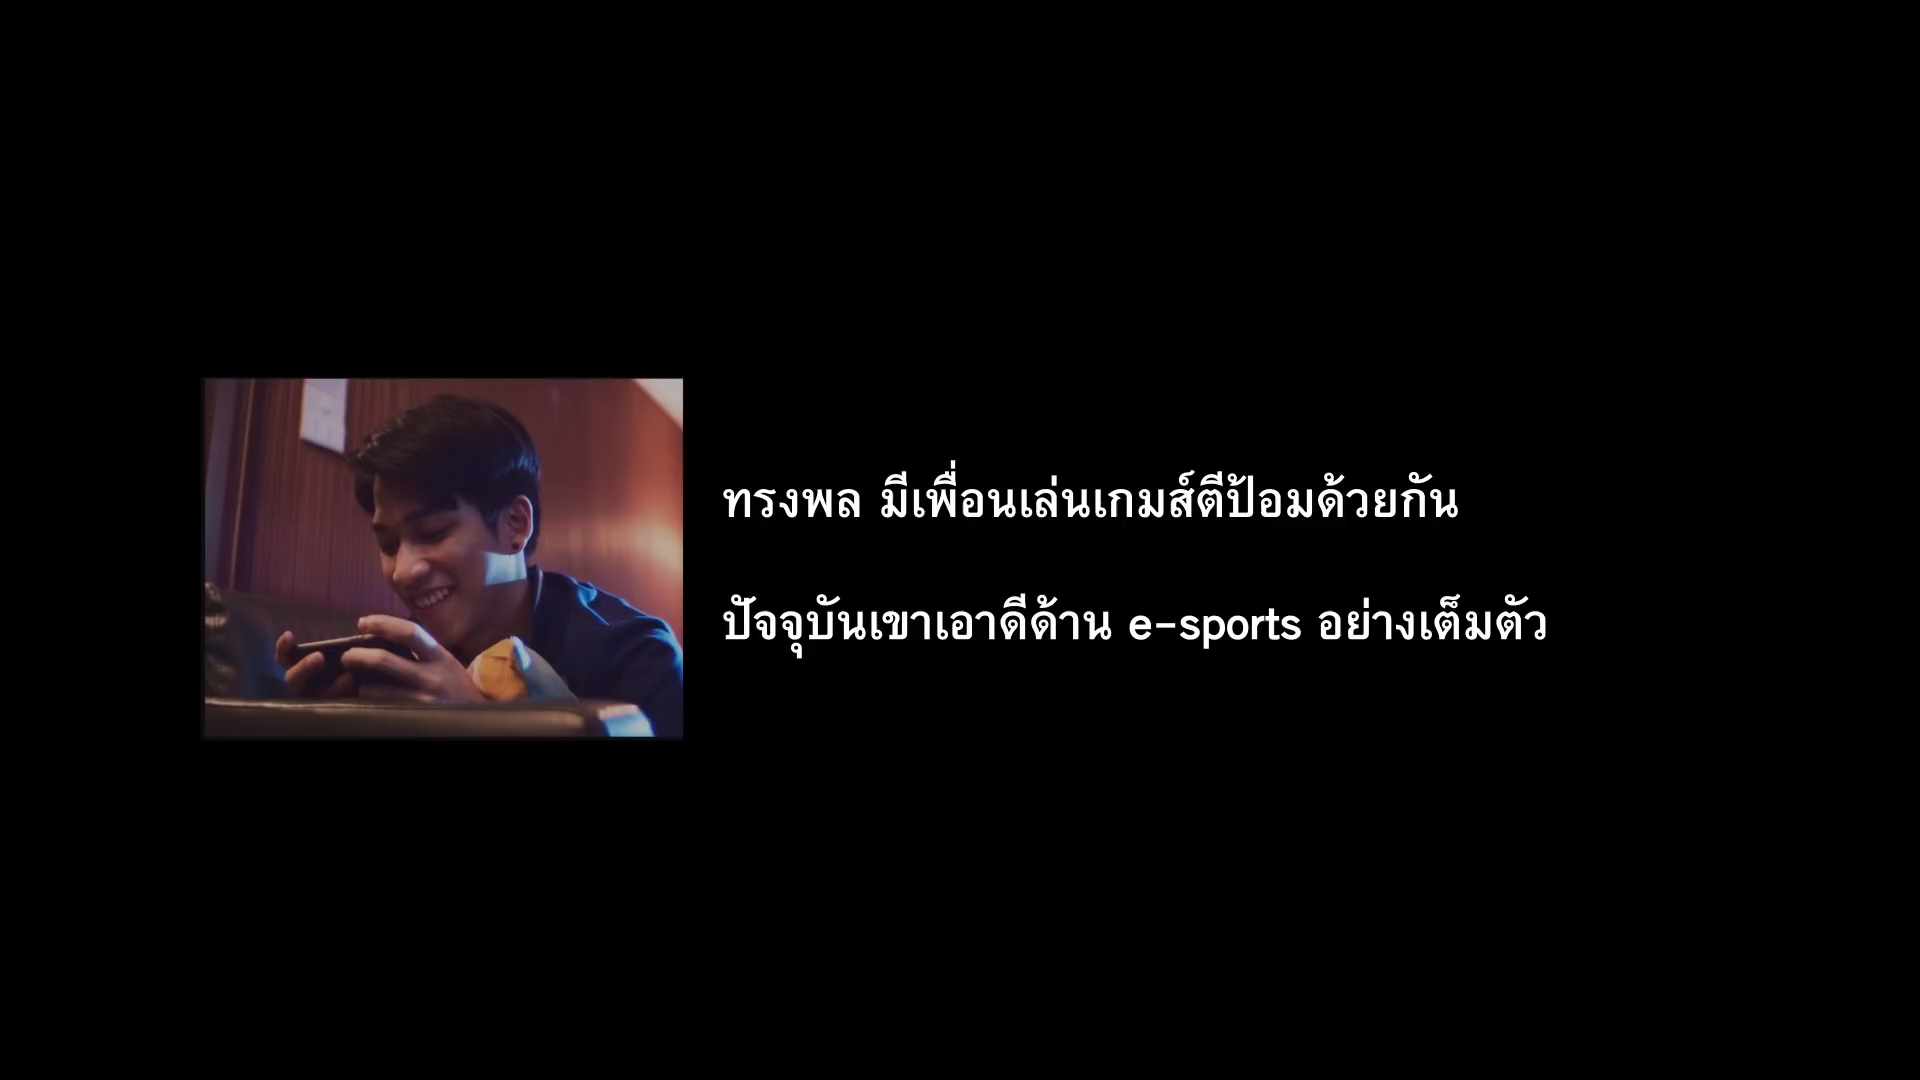 ทรงพล มีเพื่อนเล่นเกมส์ตีป้อมด้วยกัน
ปัจจุบันเขาเอาดีด้าน e-sports อย่างเต็มตัว